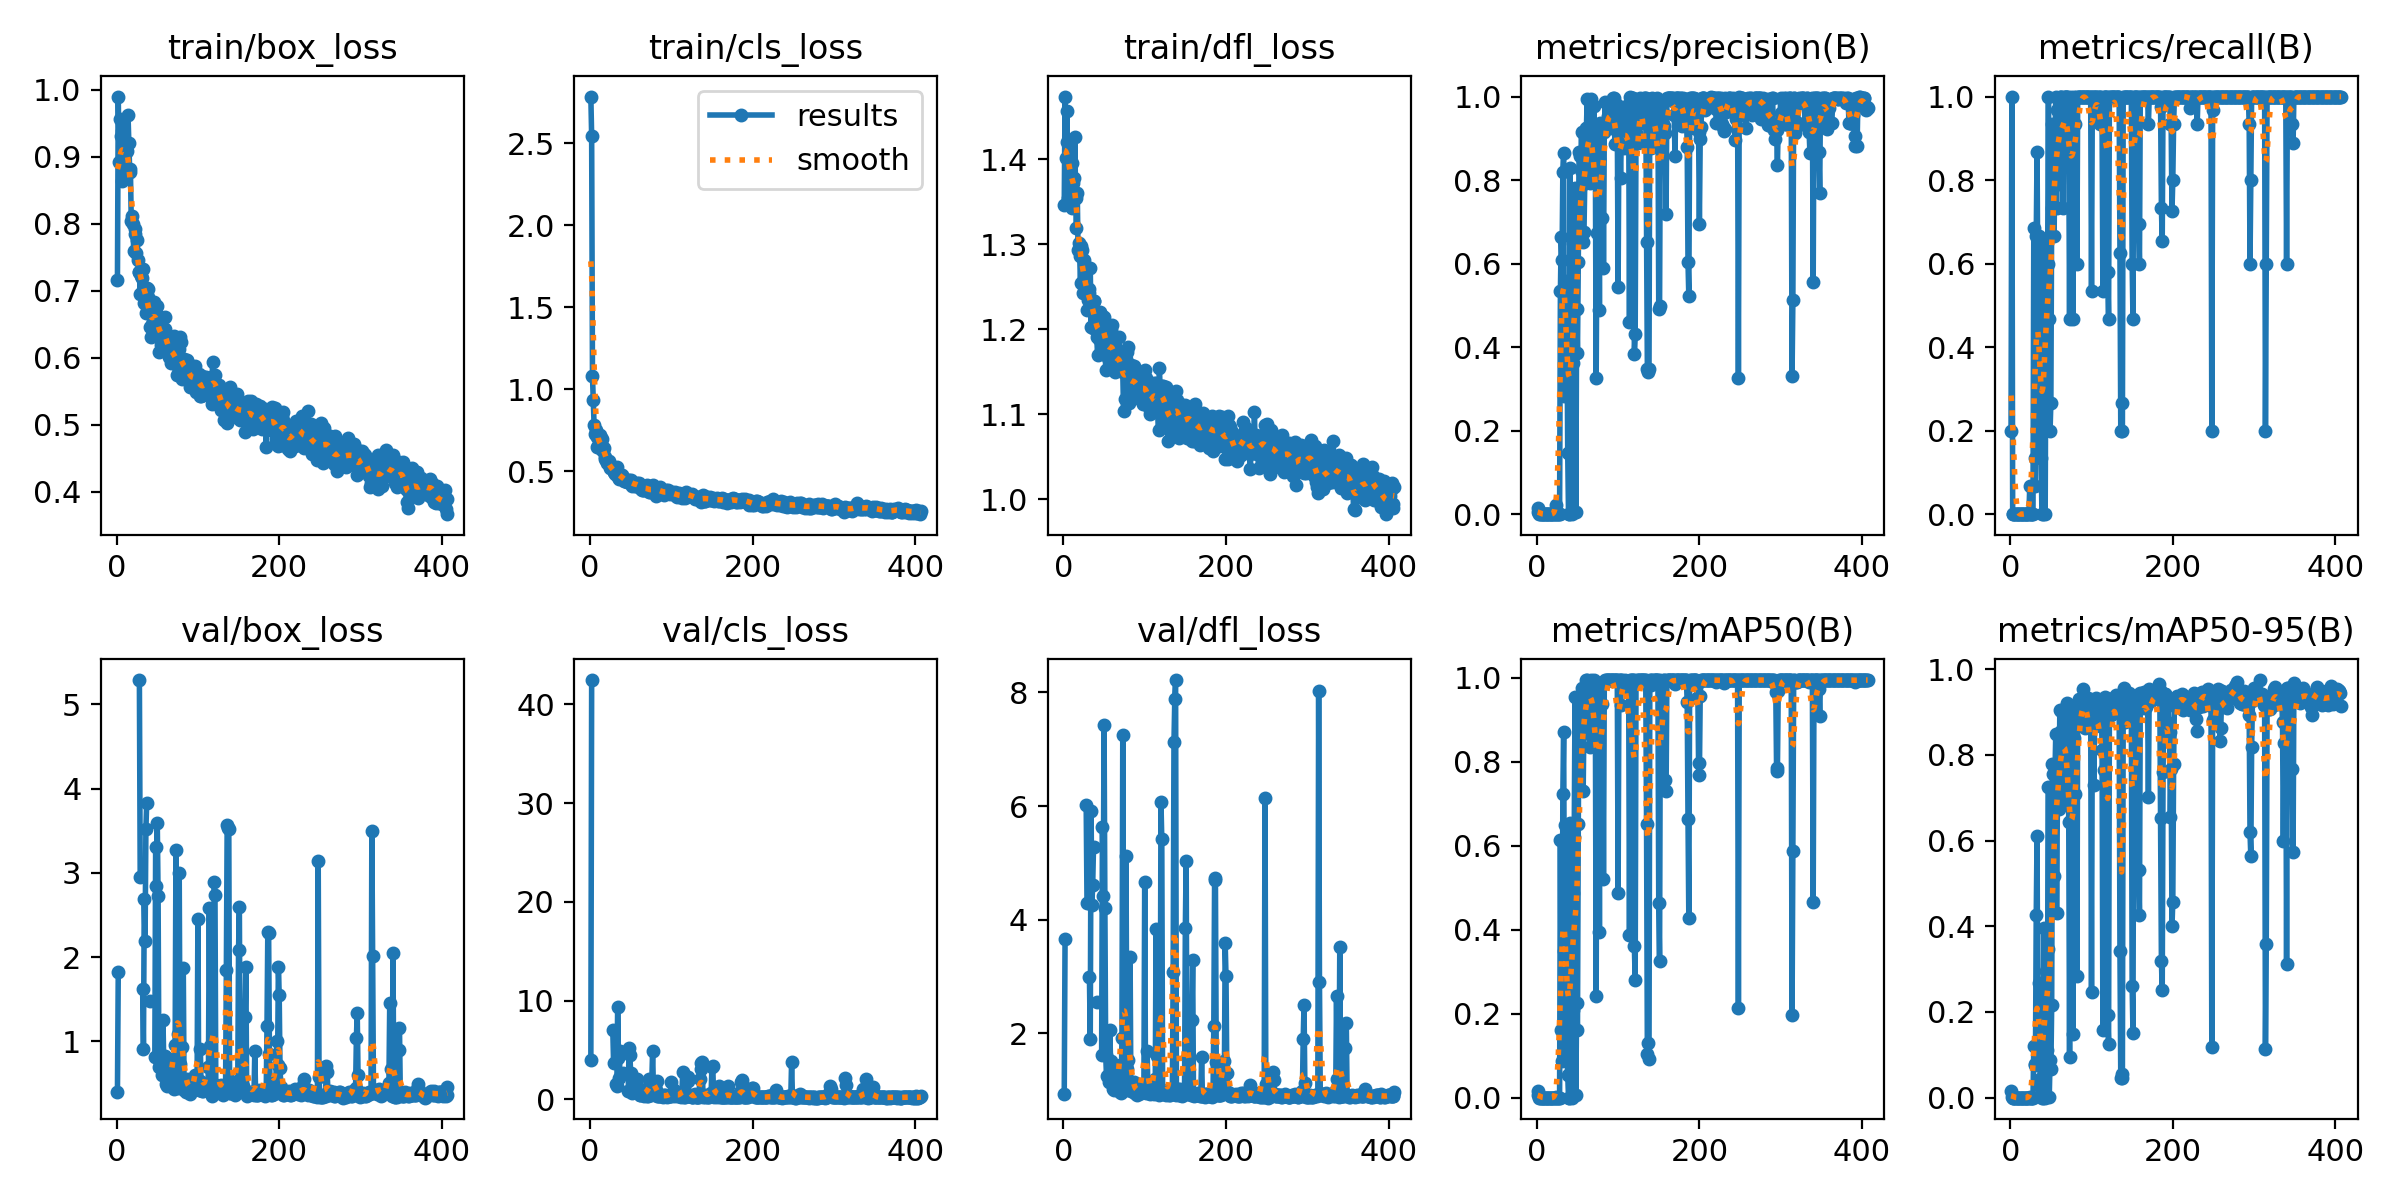 train/box_loss
1.0
0.9
0.8
0.7
0.6
0.5
0.4
0 200 400
train/cls_loss
results
smooth
2.5
2.0
1.5
1.0
0.5
0 200 400
train/dfl_loss
1.4
1.3
1.2
1.1
1.0
0 200 400
metrics/precision(B)
1.0
0.8
0.6
0.4
0.2
0.0
0 200 400
metrics/recall(B)
1.0
0.8
0.6
0.4
0.2
0.0
0 200 400
val/box_loss
5
4
3
2
1
0 200 400
val/cls_loss
40
30
20
10
0
0 200 400
val/dfl_loss
8
6
4
2
0 200 400
metrics/mAP50(B)
1.0
0.8
0.6
0.4
0.2
0.0
0 200 400
metrics/mAP50-95(B)
1.0
0.8
0.6
0.4
0.2
0.0
0 200 400